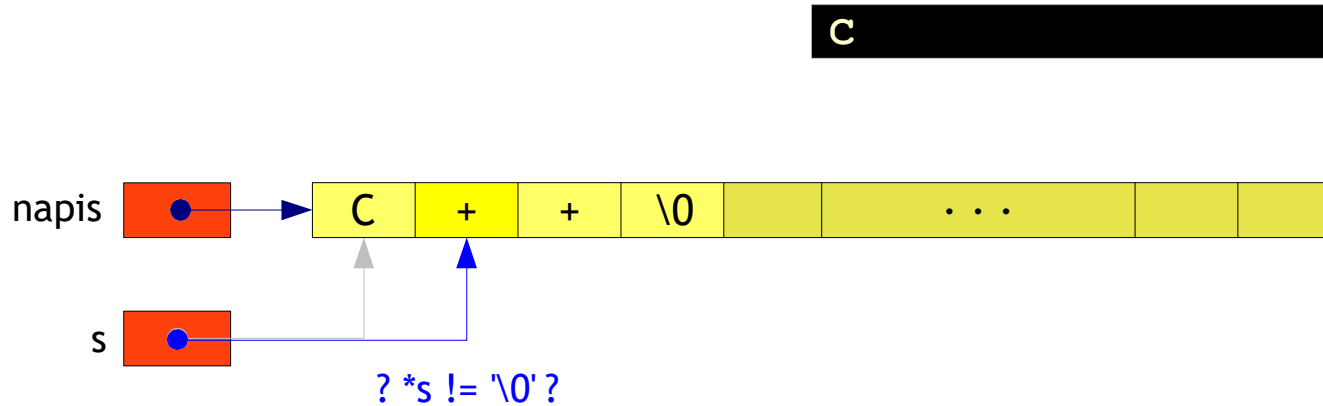 C
napis C + + \0 . . .
s
? *s != '\0' ?